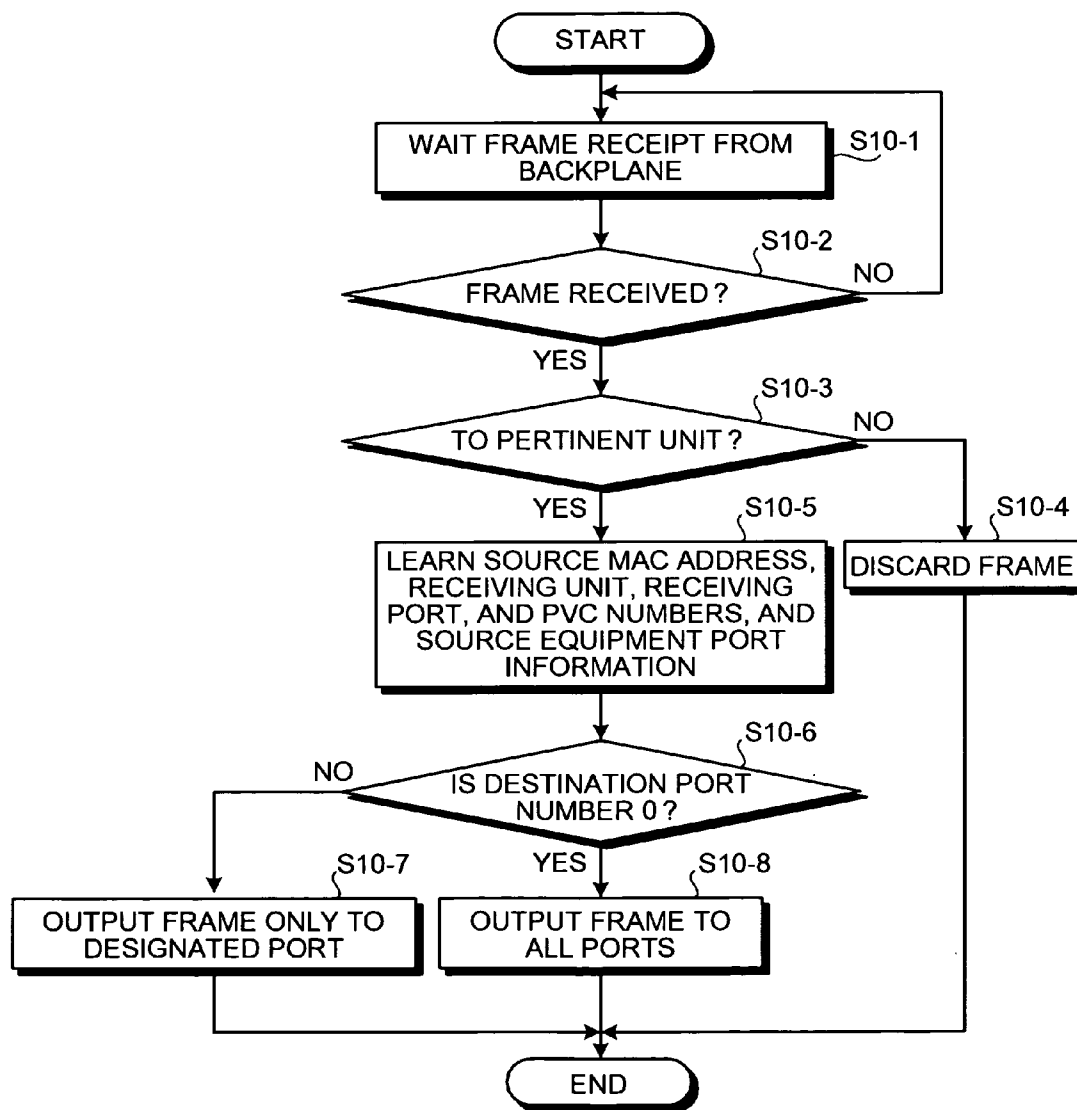 START
WAIT FRAME RECEIPT FROM
BACKPLANE
S10-1
S10-2
FRAME RECEIVED?
NO
YES
S10-3
TO PERTINENT UNIT?
NO
YES
S10-5
S10-4
LEARN SOURCE MAC ADDRESS,
RECEIVING UNIT, RECEIVING
PORT, AND PVC NUMBERS, AND
SOURCE EQUIPMENT PORT
INFORMATION
DISCARD FRAME
S10-6
NO
IS DESTINATION PORT
NUMBER 0?
YES
S10-7
S10-8
OUTPUT FRAME ONLY TO
DESIGNATED PORT
OUTPUT FRAME TO
ALL PORTS
END